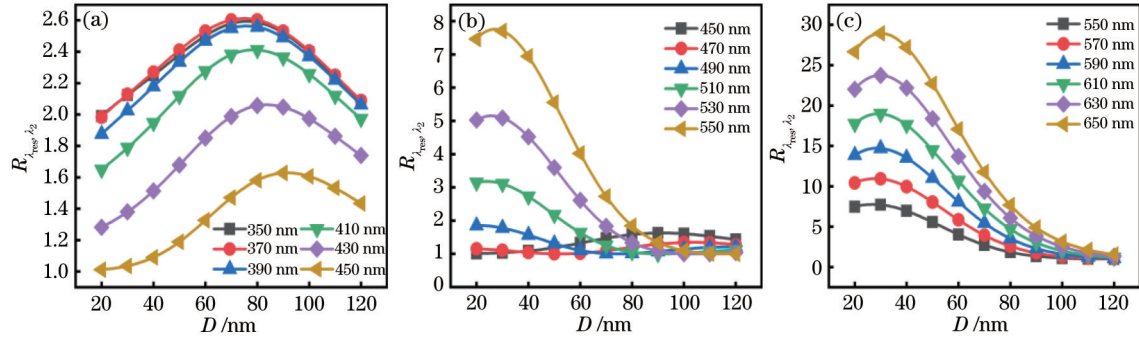 (a)
2.6
2.4
2.2
2.0
1.8
1.6
1.4
1.2
1.0
R λres, λ2
350 nm
370 nm
390 nm
410 nm
430 nm
450 nm
20 40 60 80 100 120
D /nm
(b)
8
7
6
5
4
3
2
1
0
R λres, λ2
450 nm
470 nm
490 nm
510 nm
530 nm
550 nm
20 40 60 80 100 120
D /nm
(c)
30
25
20
15
10
5
0
R λres, λ2
550 nm
570 nm
590 nm
610 nm
630 nm
650 nm
20 40 60 80 100 120
D /nm